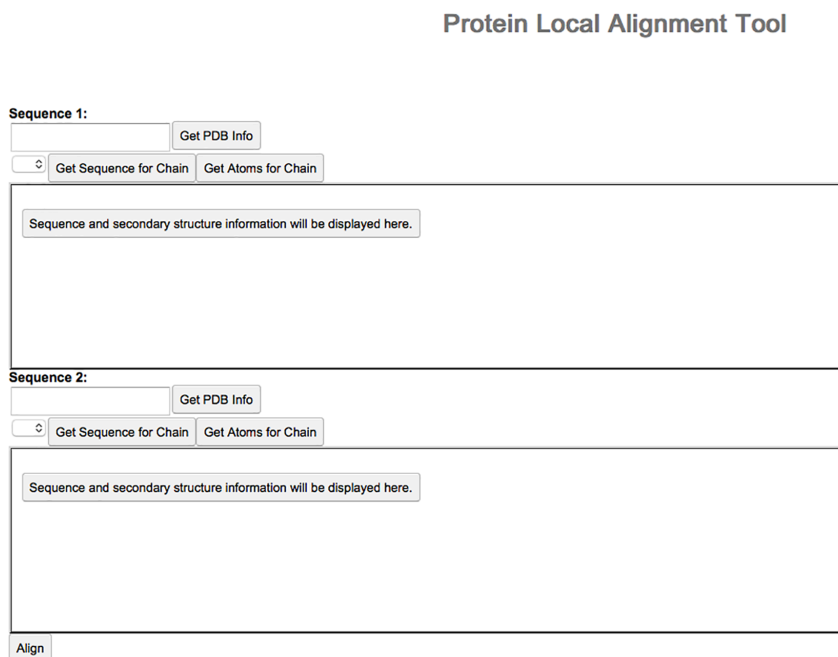 Protein Local Alignment Tool
Sequence 1:
Get PDB Info
Get Sequence for Chain Get Atoms for Chain
Sequence and secondary structure information will be displayed here.
Sequence 2:
Get PDB Info
Get Sequence for Chain Get Atoms for Chain
Sequence and secondary structure information will be displayed here.
Align